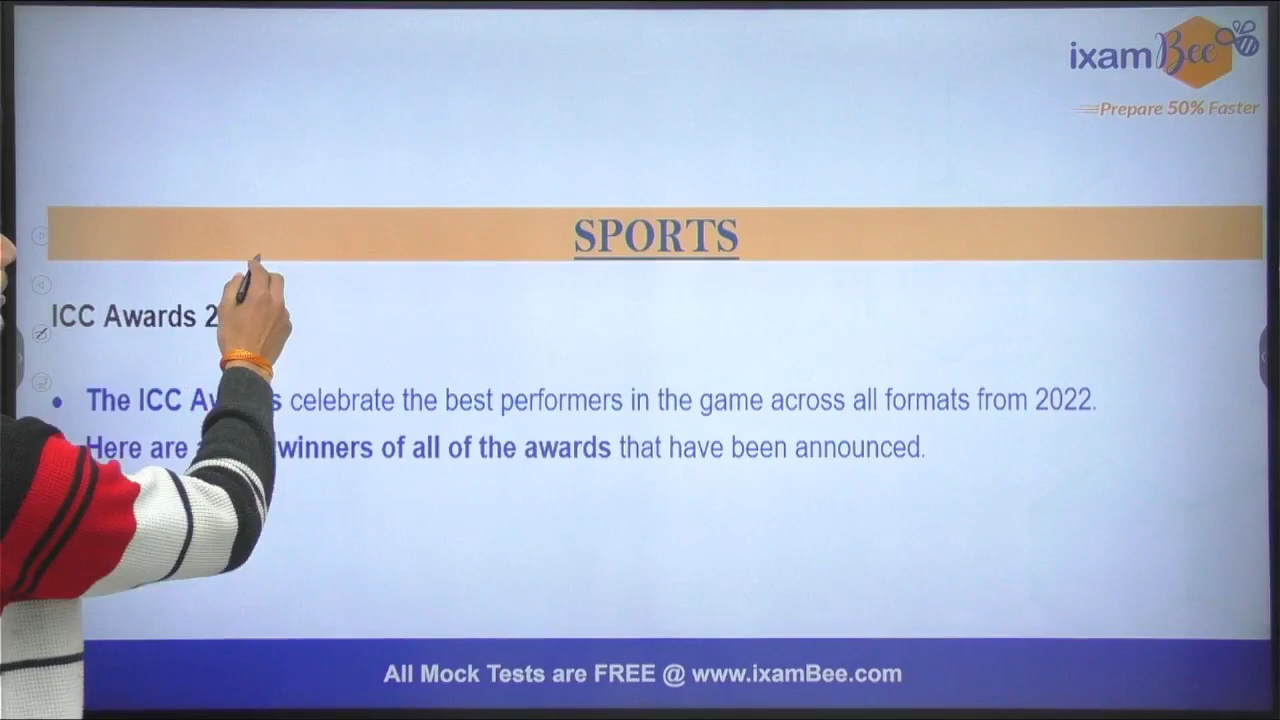 ixamBee
Prepare 50% Faster
SPORTS
ICC Awards 2
The ICC Aw s celebrate the best performers in the game across all formats from 2022.
Here are winners of all of the awards that have been announced.
All Mock Tests are FREE @ www.ixamBee.com